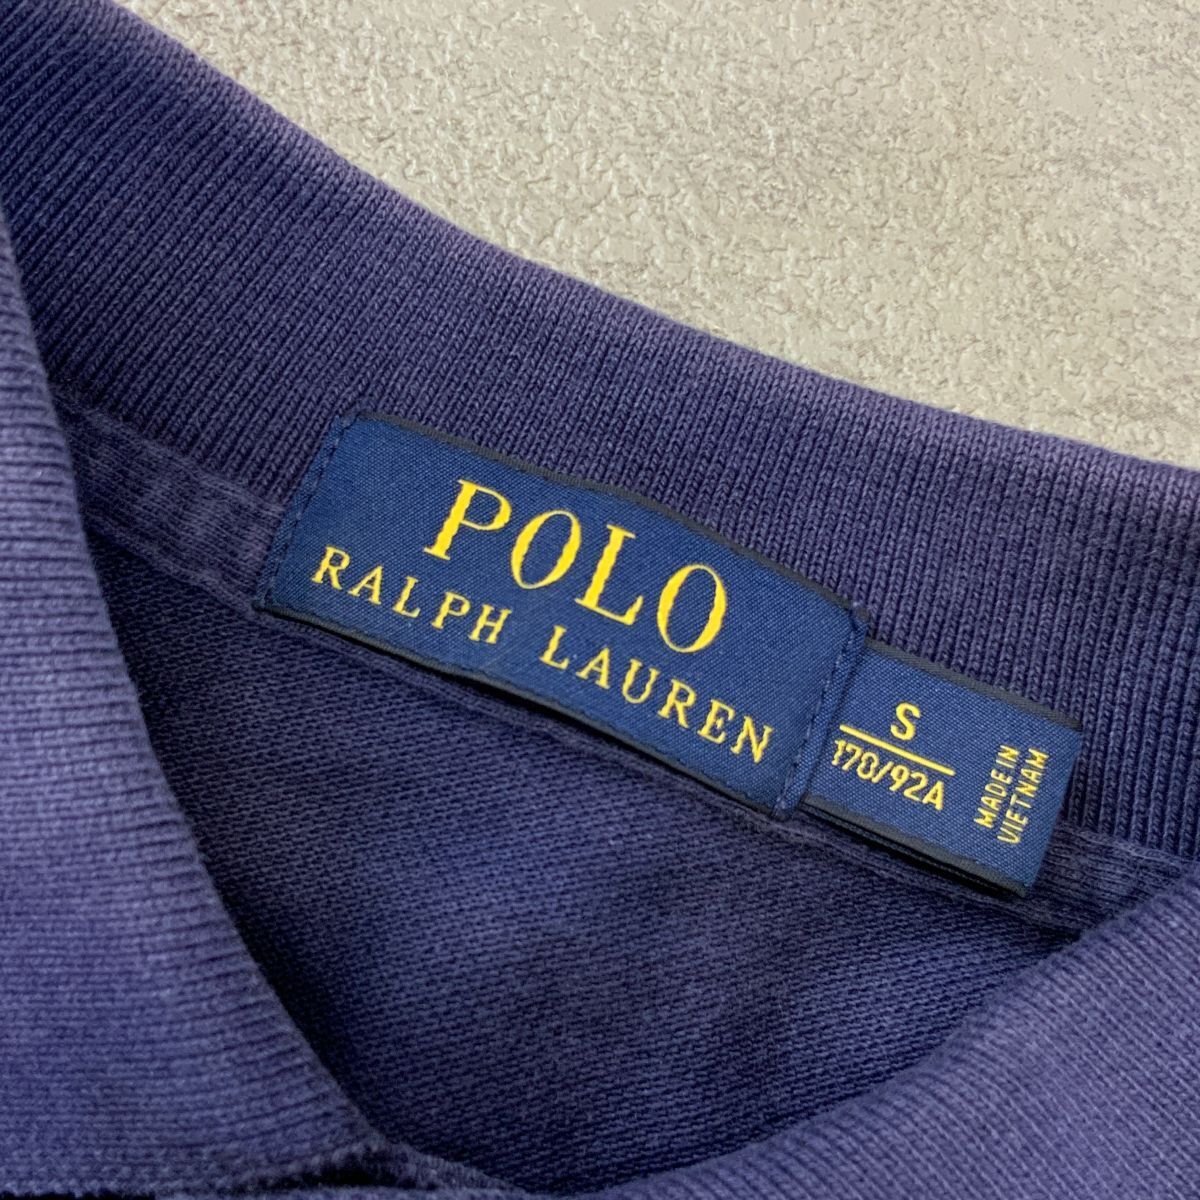 POLO
RALPH LAUREN
S
170/92A
MADE IN
VIETNAM